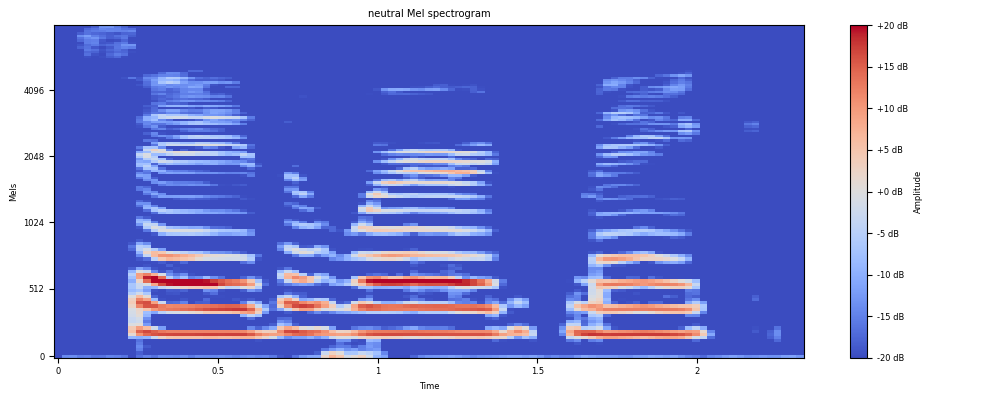 neutral Mel spectrogram
Mels
4096
2048
1024
512
0
0
0.5
1
1.5
2
Time
+20 dB
+15 dB
+10 dB
+5 dB
+0 dB
-5 dB
-10 dB
-15 dB
-20 dB
Amplitude